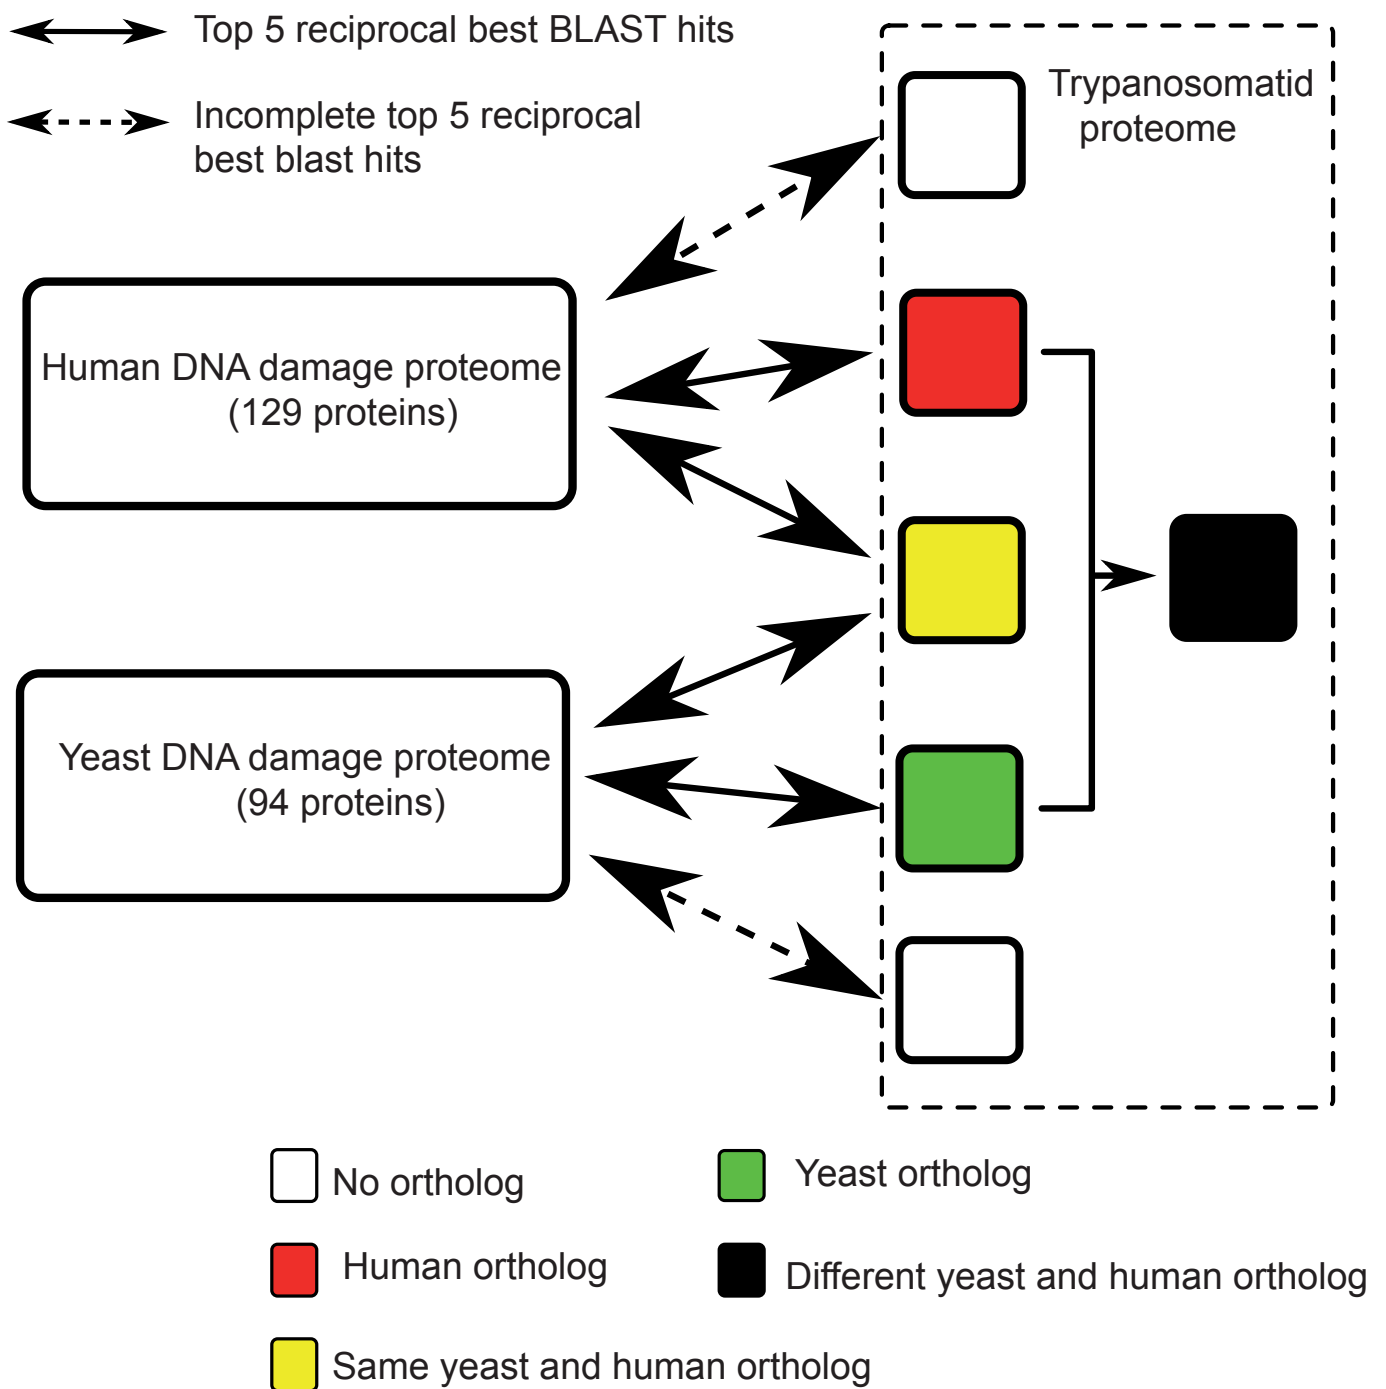 Top 5 reciprocal best BLAST hits
Incomplete top 5 reciprocal
best blast hits
Trypanosomatid
proteome
Human DNA damage proteome
(129 proteins)
Yeast DNA damage proteome
(94 proteins)
No ortholog
Yeast ortholog
Human ortholog
Different yeast and human ortholog
Same yeast and human ortholog